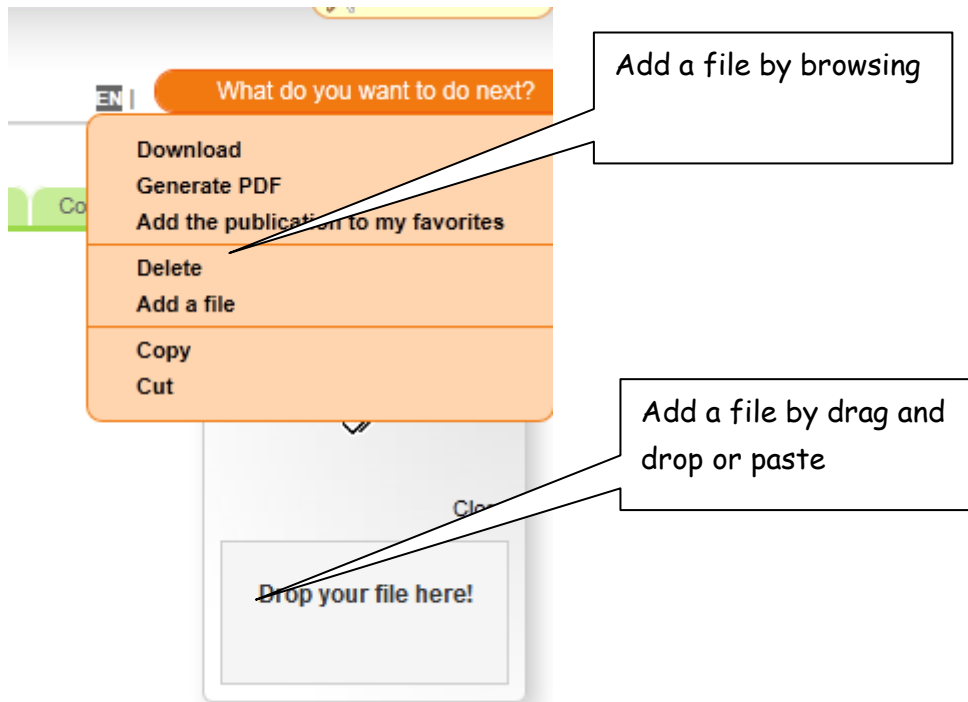 Add a file by browsing
EN | What do you want to do next?
Download
Generate PDF
Co
Add the publication to my favorites
Delete
Add a file
Copy
Cut
Add a file by drag and
drop or paste
Drop your file here!